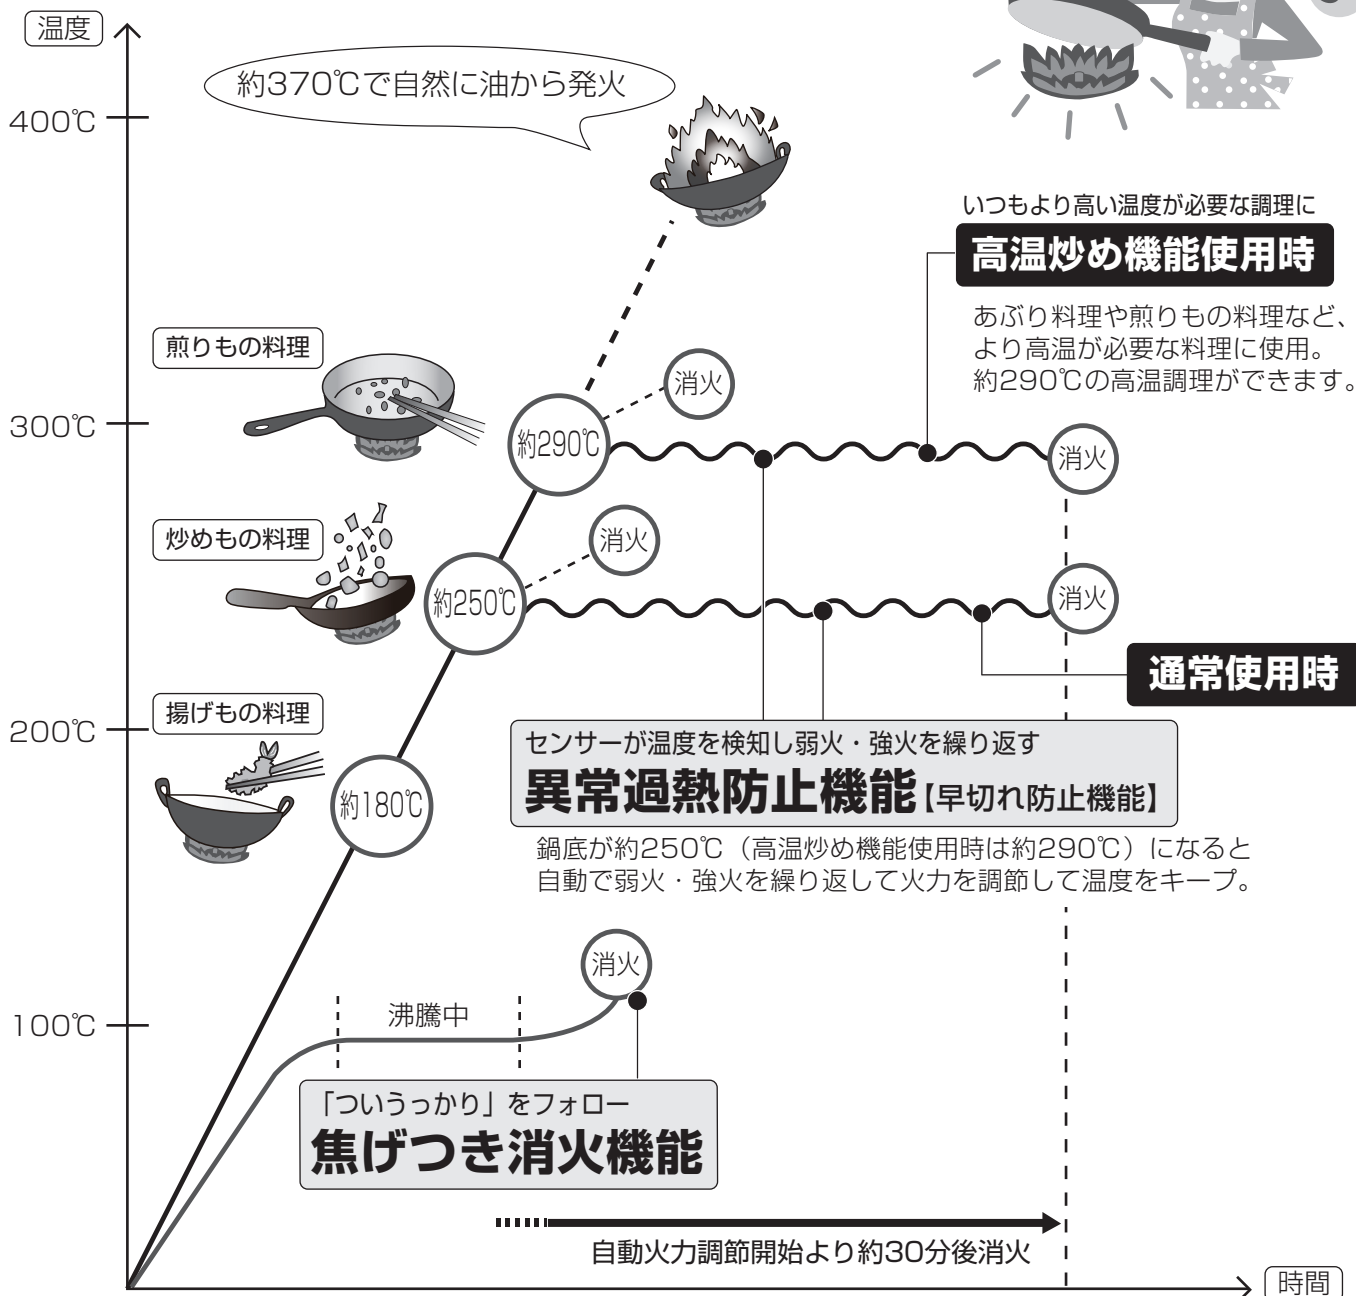 温度
約370℃で自然に油から発火
400℃
いつもより高い温度が必要な調理に
高温炒め機能使用時
あぶり料理や煎りもの料理など、
より高温が必要な料理に使用。
約290℃の高温調理ができます。
煎りもの料理
消火
300℃
約290℃
消火
炒めもの料理
消火
約250℃
消火
通常使用時
揚げもの料理
200℃
約180℃
センサーが温度を検知し弱火・強火を繰り返す
異常過熱防止機能【早切れ防止機能】
鍋底が約250℃（高温炒め機能使用時は約290℃）になると
自動で弱火・強火を繰り返して火力を調節して温度をキープ。
消火
沸騰中
100℃
「ついうっかり」をフォロー
焦げつき消火機能
自動火力調節開始より約30分後消火
時間